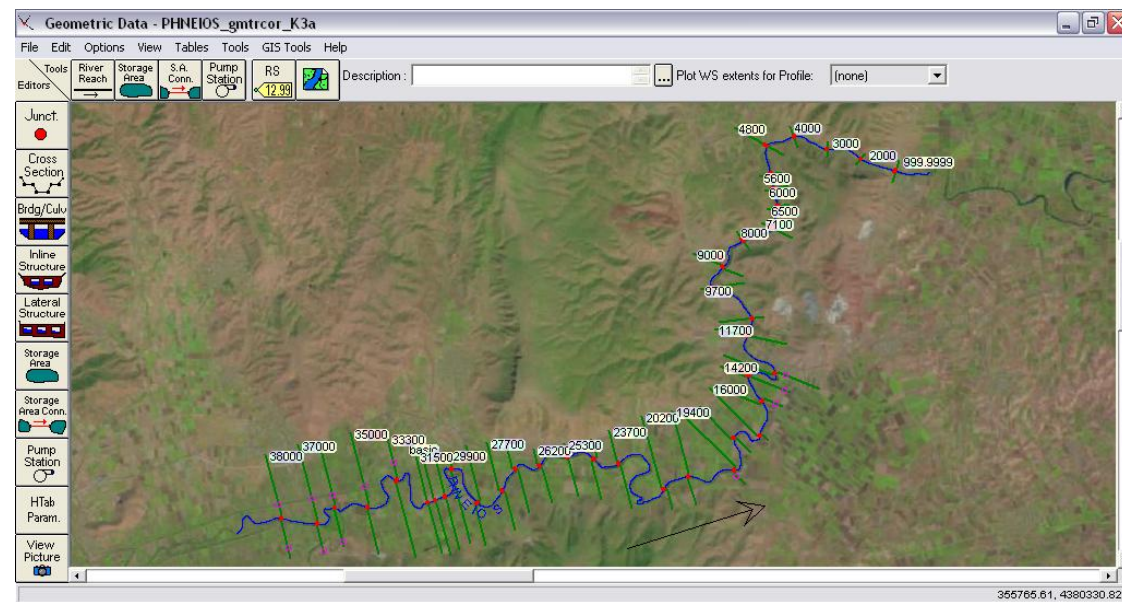 Geometric Data - PHNEIOS_gmtrcor_K3a
File Edit Options View Tables Tools GIS Tools Help
Tools
Editors
River
Reach
Storage
Area
S.A.
Conn.
Pump
Station
RS
12.99
Description :
...
Plot WS extents for Profile:
(none)
Junct.
Cross
Section
Brdg/Culv
Inline
Structure
Lateral
Structure
Storage
Area
Storage
Area Conn.
Pump
Station
HTab
Param.
View
Picture
4800
4000
3000
2000
999.9999
5600
6000
6500
7100
8000
9000
9700
11700
14200
16000
19400
20200
23700
25300
26200
27700
29900
31500
basic
33300
35000
37000
38000
PHNEIOS
355765.61, 4380330.82